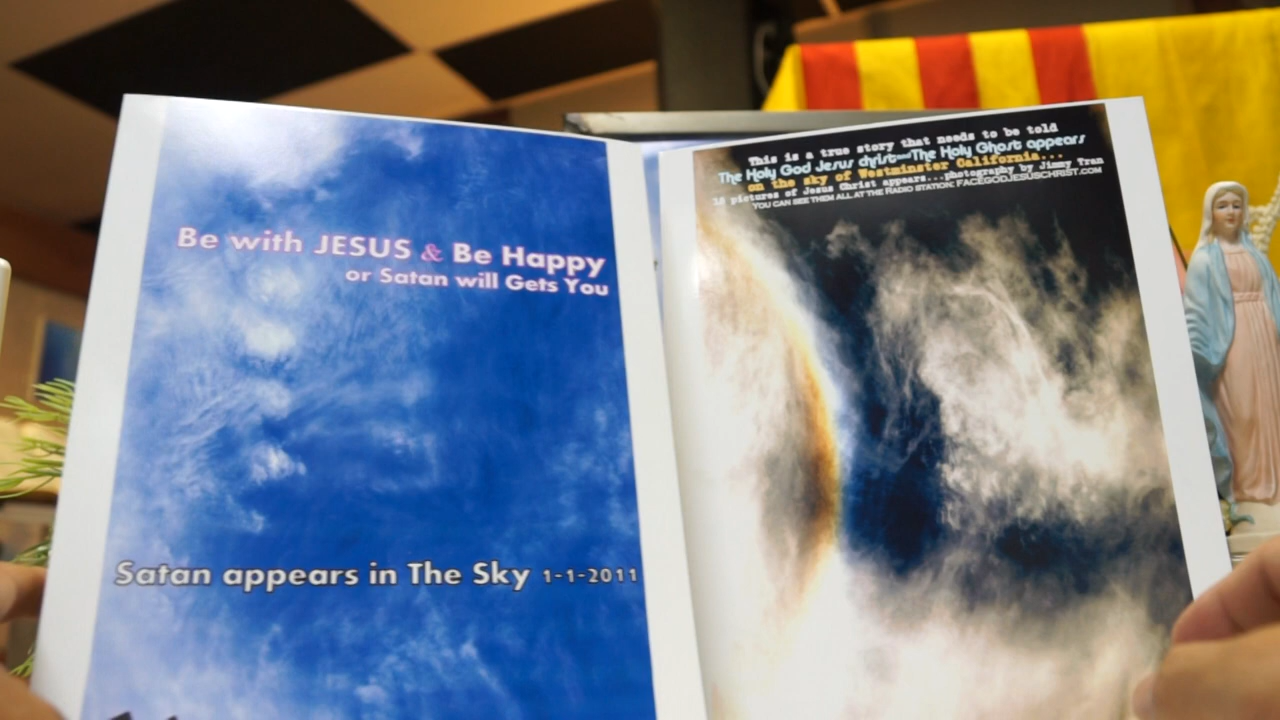 Be with JESUS & Be Happy
or Satan will Gets You
Satan appears in The Sky 1-1-2011
This is a true story that needs to be told
The Holy God Jesus christ and The Holy Ghost appears
on the sky of Westminster California...
18 pictures of Jesus Christ appears...photography by Jimmy Tran
YOU CAN SEE THEM ALL AT THE RADIO STATION: FACEGODJESUSCHRIST.COM